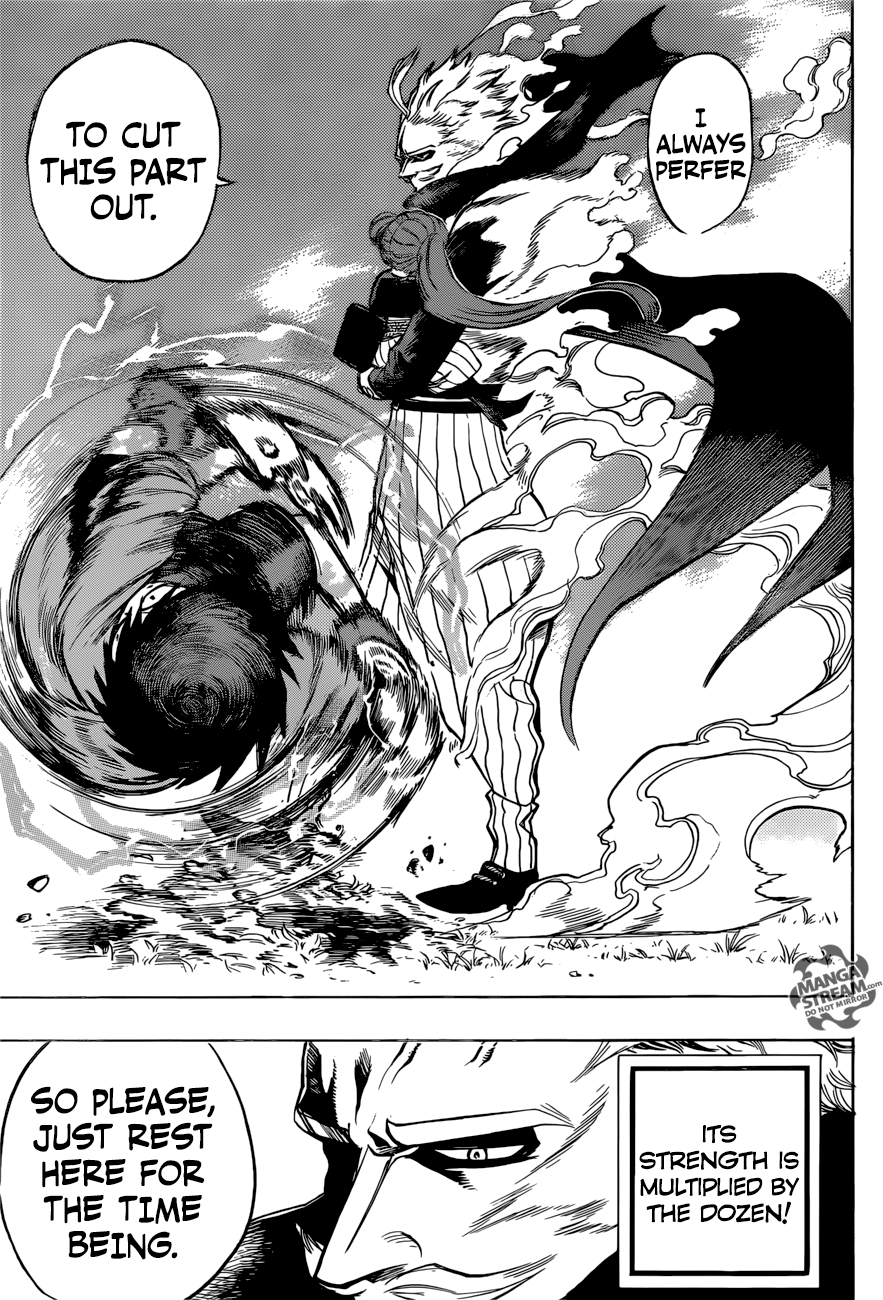 I
ALWAYS
PERFER
TO CUT
THIS PART
OUT.
MANGA
STREAM.com
DO NOT MIRROR
ITS
STRENGTH IS
MULTIPLIED BY
THE DOZEN!
SO PLEASE,
JUST REST
HERE FOR
THE TIME
BEING.